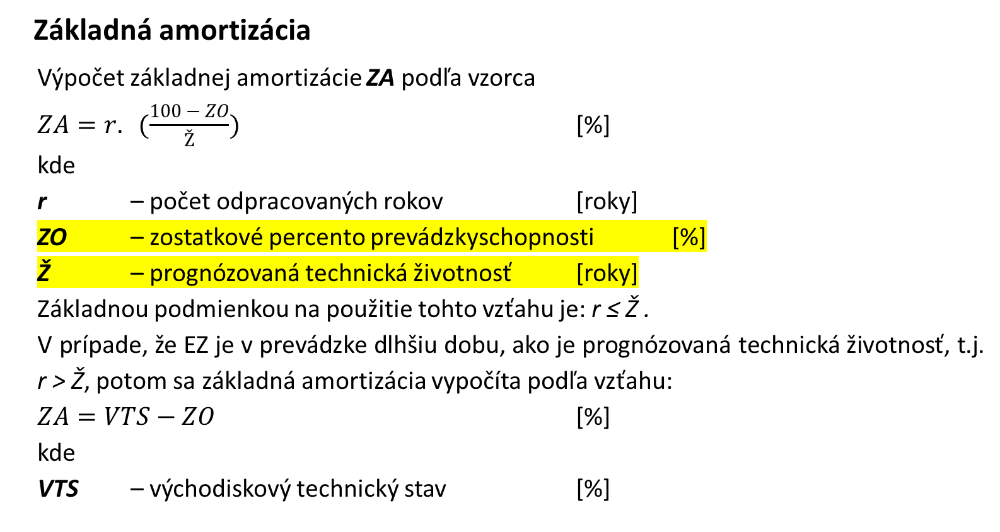 Základná amortizácia
Výpočet základnej amortizácie ZA podľa vzorca
ZA = r. (\frac{100 − ZO}{Ž}) [%]
kde
r – počet odpracovaných rokov [roky]
ZO – zostatkové percento prevádzkyschopnosti [%]
Ž – prognózovaná technická životnosť [roky]
Základnou podmienkou na použitie tohto vzťahu je: r ≤ Ž .
V prípade, že EZ je v prevádzke dlhšiu dobu, ako je prognózovaná technická životnosť, t.j.
r > Ž, potom sa základná amortizácia vypočíta podľa vzťahu:
ZA = VTS − ZO [%]
kde
VTS – východiskový technický stav [%]